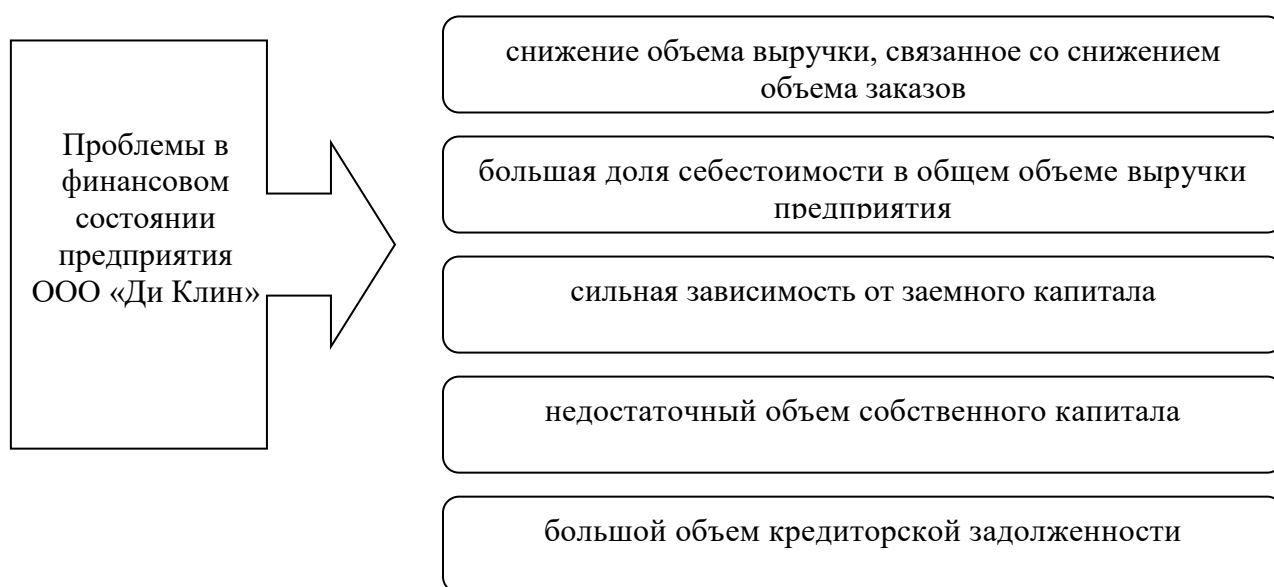 Проблемы в
финансовом
состоянии
предприятия
ООО «Ди Клин»
снижение объема выручки, связанное со снижением
объема заказов
большая доля себестоимости в общем объеме выручки
предприятия
сильная зависимость от заемного капитала
недостаточный объем собственного капитала
большой объем кредиторской задолженности